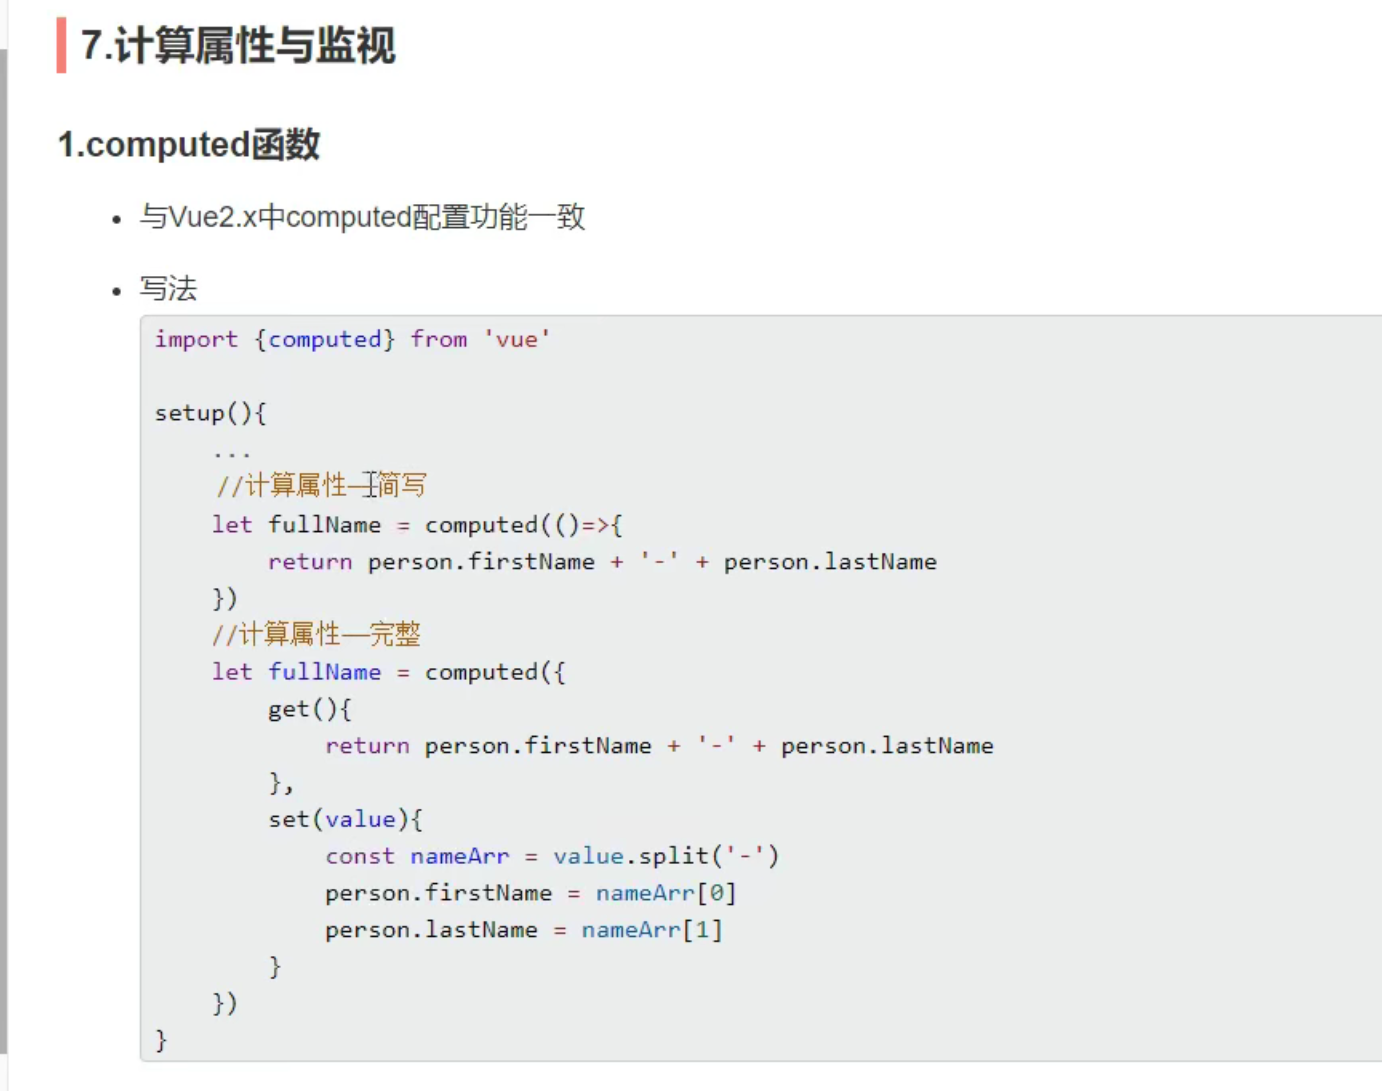 7.计算属性与监视
1.computed函数
与Vue2.x中computed配置功能一致
写法
import {computed} from 'vue'
setup(){
...
//计算属性——简写
let fullName = computed(()=>{
return person.firstName + '-' + person.lastName
})
//计算属性——完整
let fullName = computed({
get(){
return person.firstName + '-' + person.lastName
},
set(value){
const nameArr = value.split('-')
person.firstName = nameArr[0]
person.lastName = nameArr[1]
}
})
}